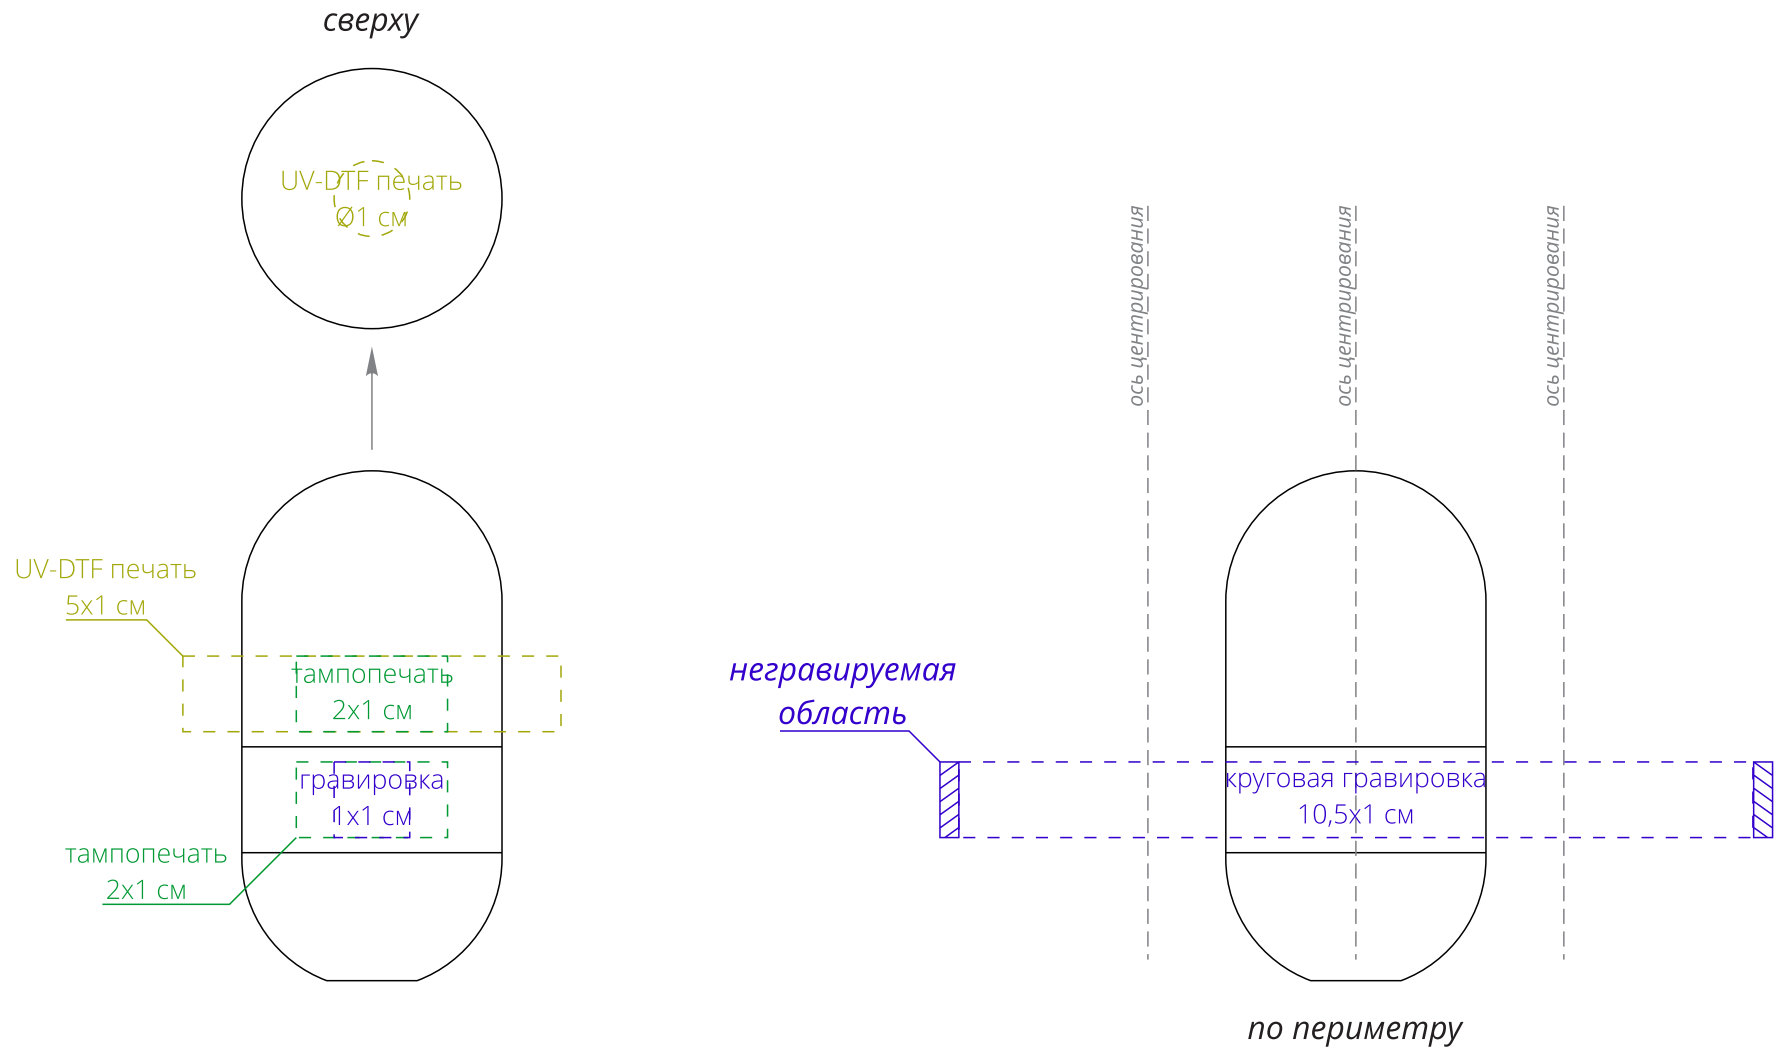 сверху
UV-DTF печать
Ø1 см
ось центрирования
ось центрирования
ось центрирования
UV-DTF печать
5х1 см
тампопечать
2х1 см
негравируемая
область
гравировка
1х1 см
круговая гравировка
10,5х1 см
тампопечать
2х1 см
по периметру